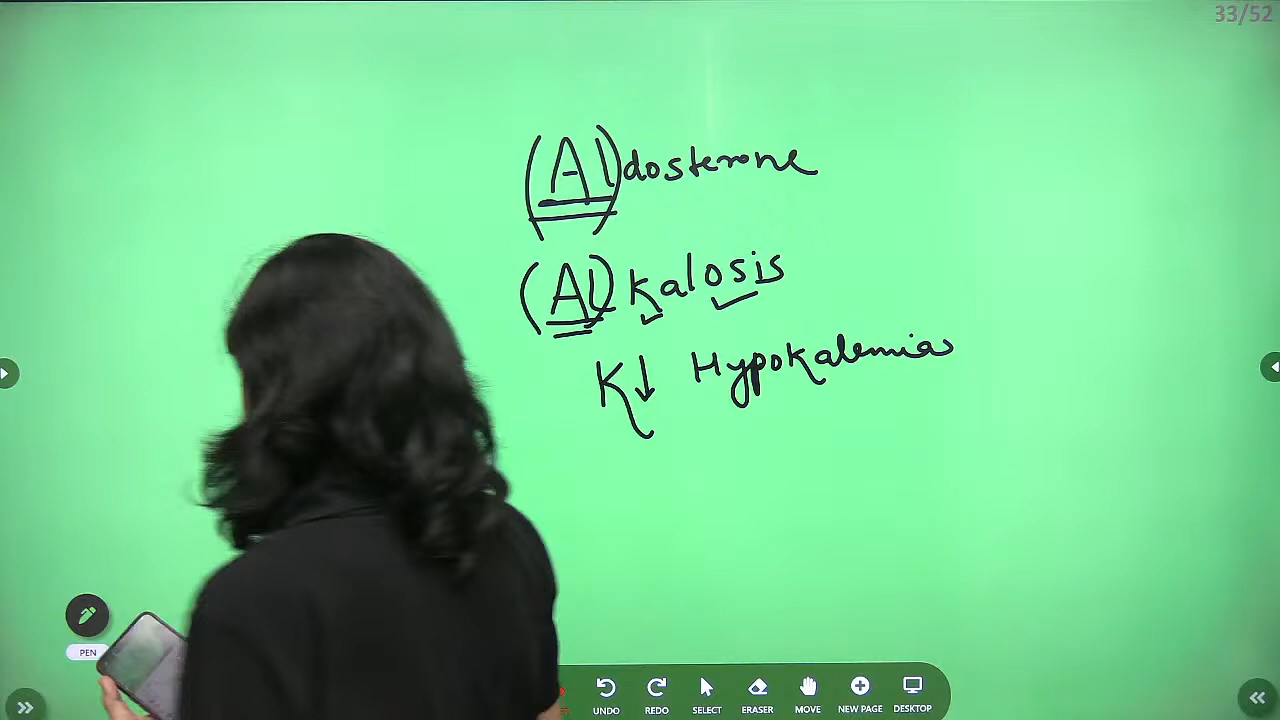 33/52
(Al)dosterone
(Al)kalosis
K↓ Hypokalemia
PEN
UNDO REDO SELECT ERASER MOVE NEW PAGE DESKTOP